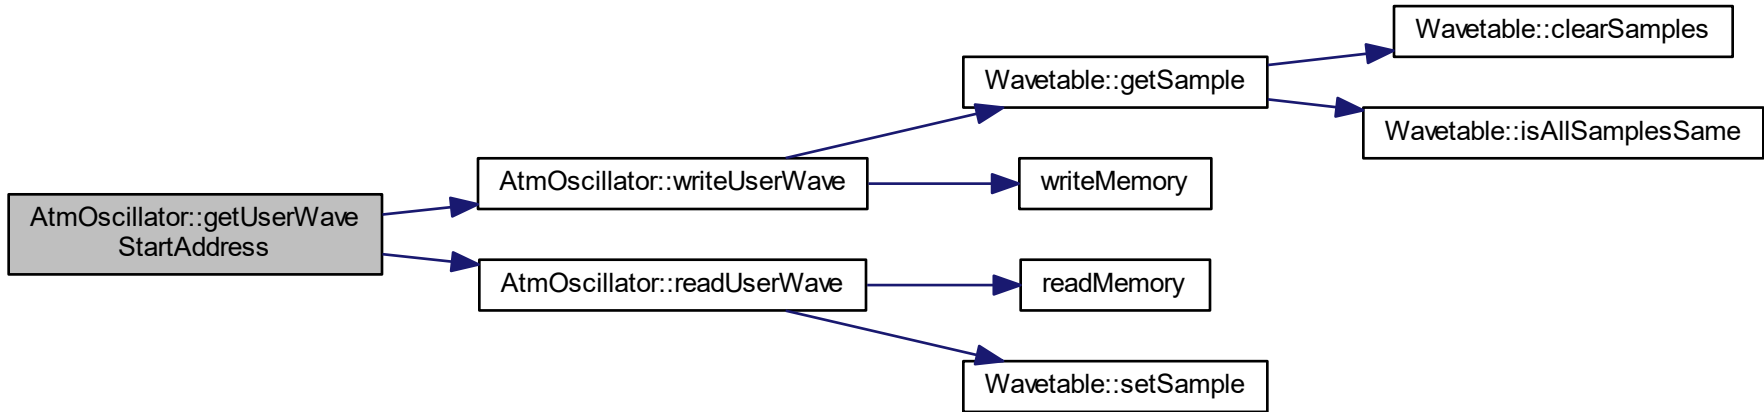 AtmOscillator::getUserWave
StartAddress
AtmOscillator::writeUserWave
Wavetable::getSample
Wavetable::clearSamples
Wavetable::isAllSamplesSame
writeMemory
AtmOscillator::readUserWave
readMemory
Wavetable::setSample